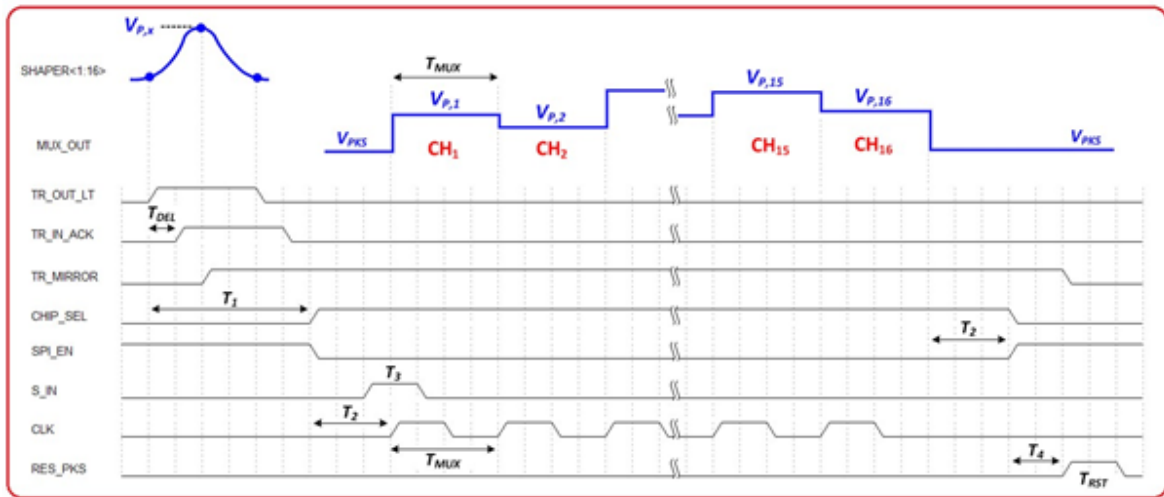 V_P,x
SHAPER<1:16>
T_MUX
V_P,1 V_P,2 V_P,15 V_P,16
V_PKS V_PKS
MUX_OUT CH_1 CH_2 CH_15 CH_16
TR_OUT_LT
T_DEL
TR_IN_ACK
TR_MIRROR
T_1
CHIP_SEL
T_2
SPI_EN
T_3
S_IN
T_2
CLK
T_MUX
T_4
RES_PKS T_RST